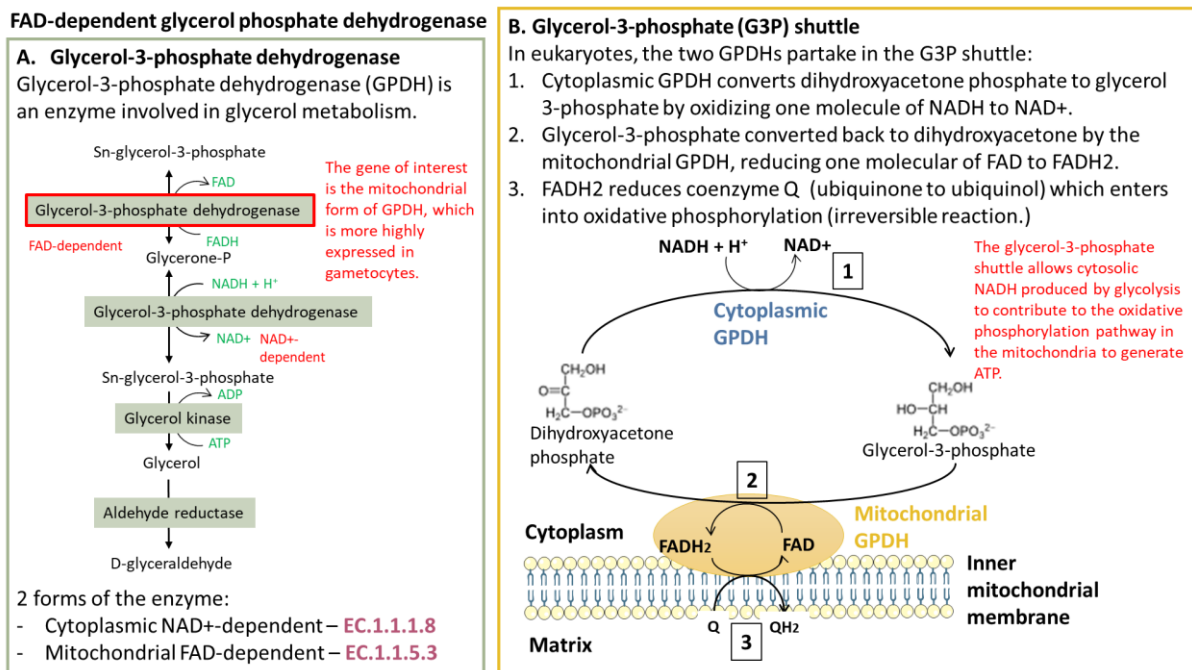 FAD-dependent glycerol phosphate dehydrogenase
A. Glycerol-3-phosphate dehydrogenase
Glycerol-3-phosphate dehydrogenase (GPDH) is
an enzyme involved in glycerol metabolism.
Sn-glycerol-3-phosphate
FAD
Glycerol-3-phosphate dehydrogenase
FAD-dependent
FADH
Glycerone-P
The gene of interest
is the mitochondrial
form of GPDH, which
is more highly
expressed in
gametocytes.
NADH + H⁺
Glycerol-3-phosphate dehydrogenase
NAD+
NAD+-
dependent
Sn-glycerol-3-phosphate
ADP
Glycerol kinase
ATP
Glycerol
Aldehyde reductase
D-glyceraldehyde
2 forms of the enzyme:
- Cytoplasmic NAD+-dependent – EC.1.1.1.8
- Mitochondrial FAD-dependent – EC.1.1.5.3
B. Glycerol-3-phosphate (G3P) shuttle
In eukaryotes, the two GPDHs partake in the G3P shuttle:
1. Cytoplasmic GPDH converts dihydroxyacetone phosphate to glycerol
3-phosphate by oxidizing one molecule of NADH to NAD+.
2. Glycerol-3-phosphate converted back to dihydroxyacetone by the
mitochondrial GPDH, reducing one molecular of FAD to FADH2.
3. FADH2 reduces coenzyme Q (ubiquinone to ubiquinol) which enters
into oxidative phosphorylation (irreversible reaction.)
NADH + H⁺
NAD+
1
Cytoplasmic
GPDH
The glycerol-3-phosphate
shuttle allows cytosolic
NADH produced by glycolysis
to contribute to the oxidative
phosphorylation pathway in
the mitochondria to generate
ATP.
CH₂OH
O=C
H₂C—OPO₃²⁻
Dihydroxyacetone
phosphate
CH₂OH
HO—CH
H₂C—OPO₃²⁻
Glycerol-3-phosphate
2
Cytoplasm
FADH₂
FAD
Mitochondrial
GPDH
Inner
mitochondrial
membrane
Matrix
Q
3
QH₂